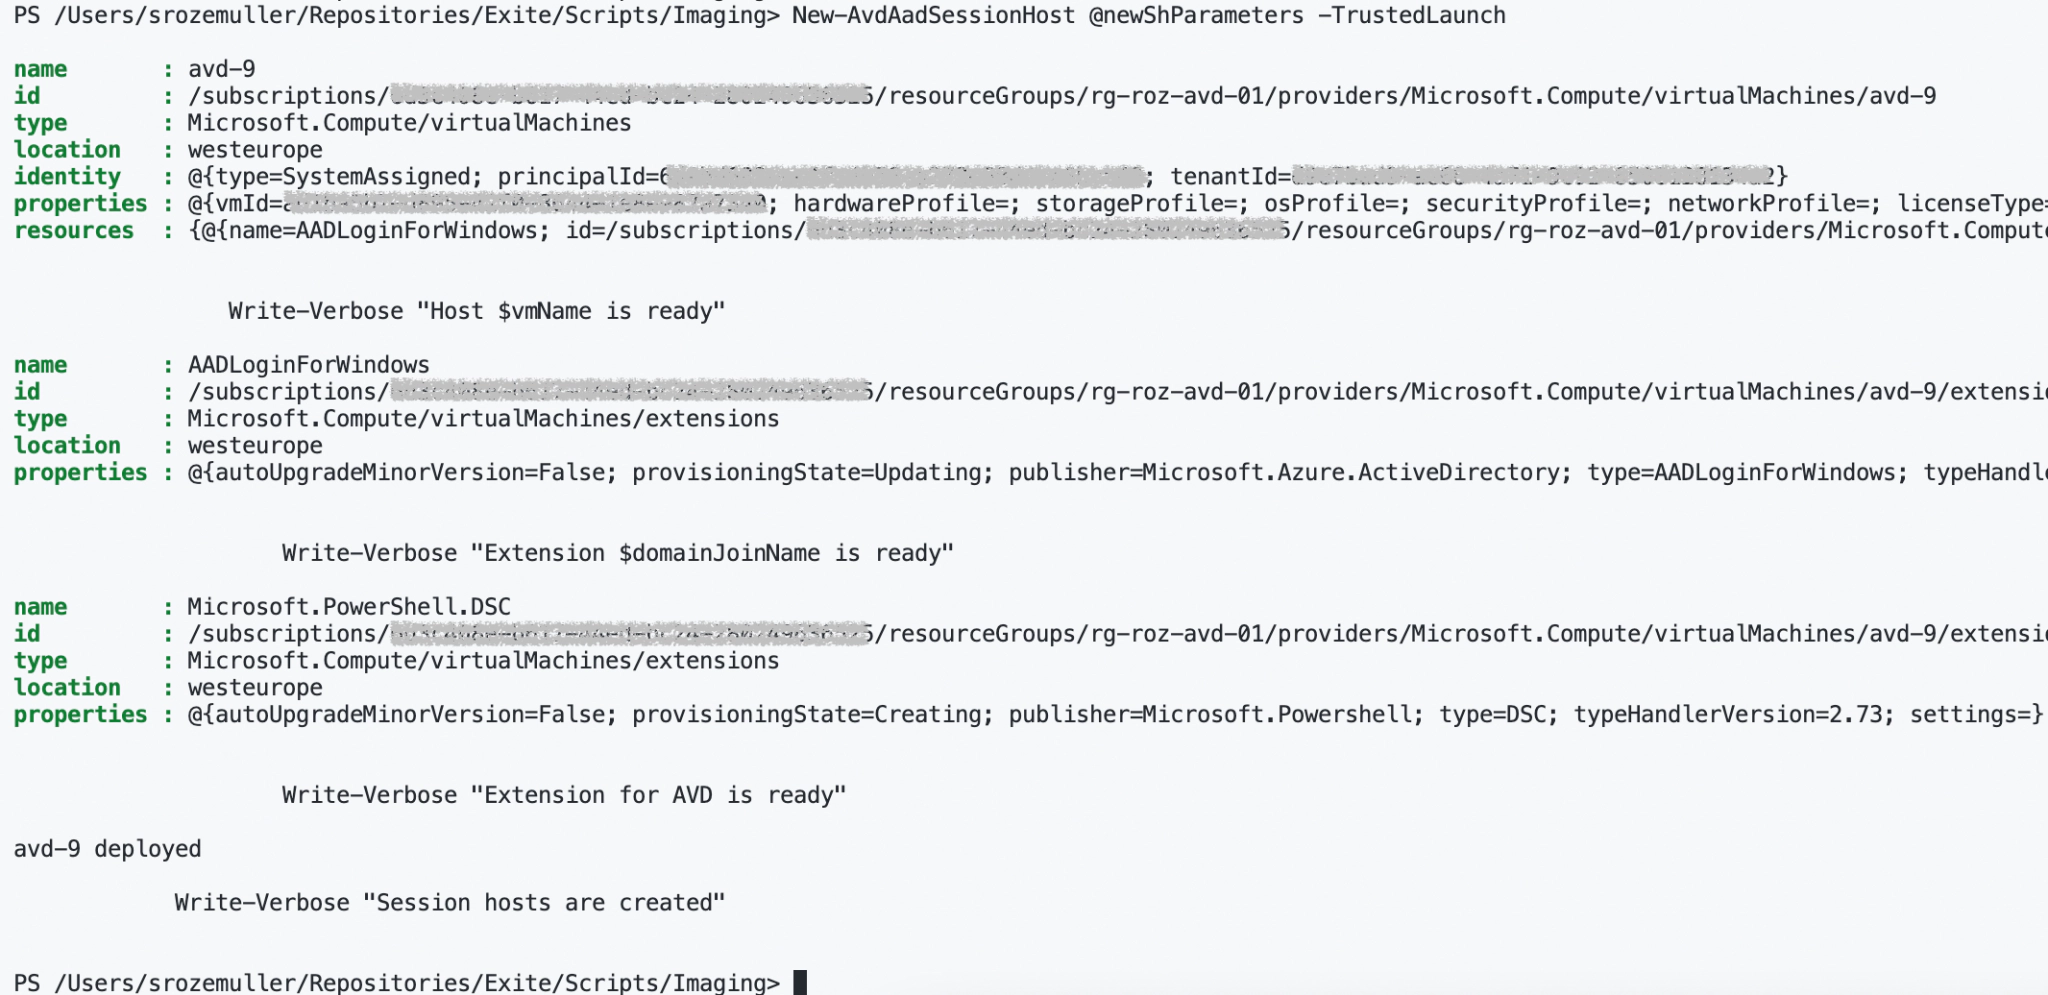 PS /Users/srozemuller/Repositories/Exite/Scripts/Imaging> New-AvdAadSessionHost @newShParameters -TrustedLaunch
name       : avd-9
id         : /subscriptions/ 5/resourceGroups/rg-roz-avd-01/providers/Microsoft.Compute/virtualMachines/avd-9
type       : Microsoft.Compute/virtualMachines
location   : westeurope
identity   : @{type=SystemAssigned; principalId=6 ; tenantId= 2}
properties : @{vmId= ; hardwareProfile=; storageProfile=; osProfile=; securityProfile=; networkProfile=; licenseType=
resources  : {@{name=AADLoginForWindows; id=/subscriptions/ 5/resourceGroups/rg-roz-avd-01/providers/Microsoft.Comput
Write-Verbose "Host $vmName is ready"
name       : AADLoginForWindows
id         : /subscriptions/ 5/resourceGroups/rg-roz-avd-01/providers/Microsoft.Compute/virtualMachines/avd-9/extensi
type       : Microsoft.Compute/virtualMachines/extensions
location   : westeurope
properties : @{autoUpgradeMinorVersion=False; provisioningState=Updating; publisher=Microsoft.Azure.ActiveDirectory; type=AADLoginForWindows; typeHandl
Write-Verbose "Extension $domainJoinName is ready"
name       : Microsoft.PowerShell.DSC
id         : /subscriptions/ 5/resourceGroups/rg-roz-avd-01/providers/Microsoft.Compute/virtualMachines/avd-9/extensi
type       : Microsoft.Compute/virtualMachines/extensions
location   : westeurope
properties : @{autoUpgradeMinorVersion=False; provisioningState=Creating; publisher=Microsoft.Powershell; type=DSC; typeHandlerVersion=2.73; settings=}
Write-Verbose "Extension for AVD is ready"
avd-9 deployed
Write-Verbose "Session hosts are created"
PS /Users/srozemuller/Repositories/Exite/Scripts/Imaging>